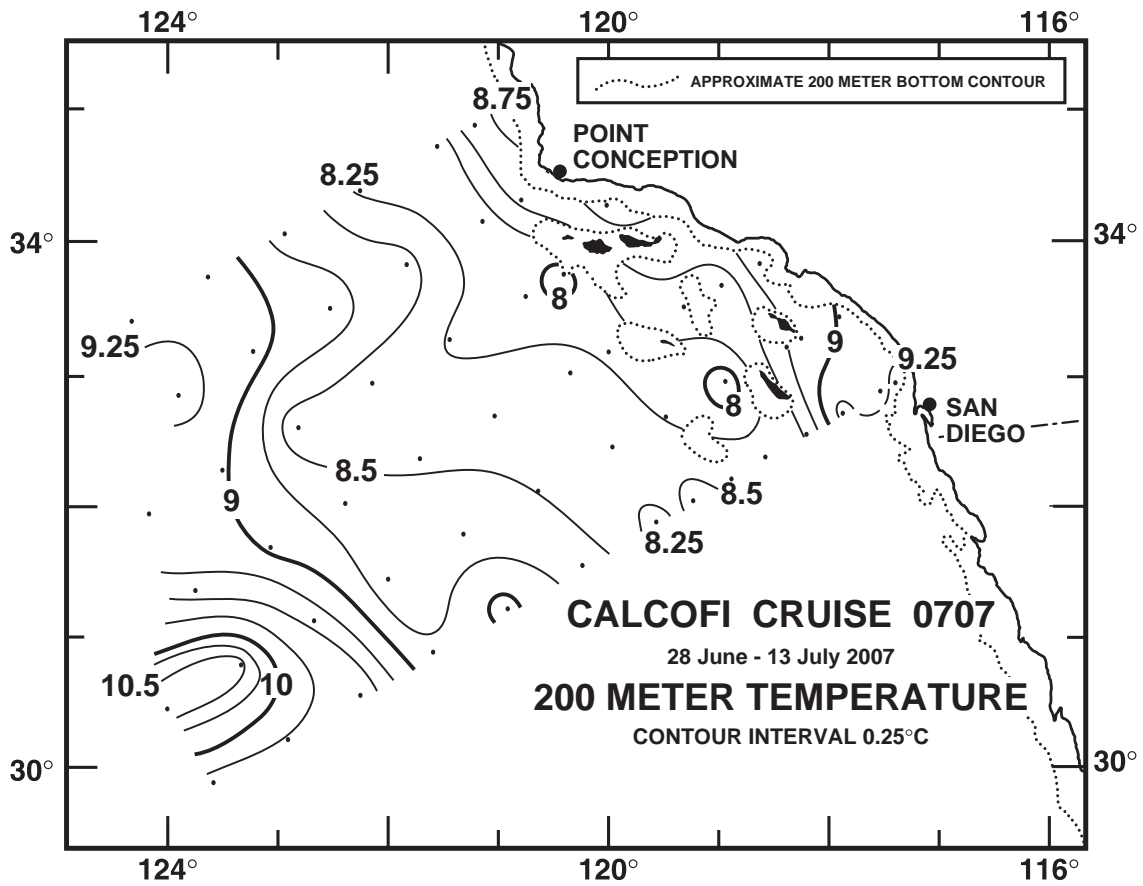 124° 120° 116°
APPROXIMATE 200 METER BOTTOM CONTOUR
8.75
POINT
CONCEPTION
8.25
34° 34°
8
9.25 9 9.25
8
SAN
DIEGO
8.5
9 8.5
8.25
CALCOFI CRUISE 0707
28 June - 13 July 2007
10.5 10
200 METER TEMPERATURE
CONTOUR INTERVAL 0.25°C
30° 30°
124° 120° 116°